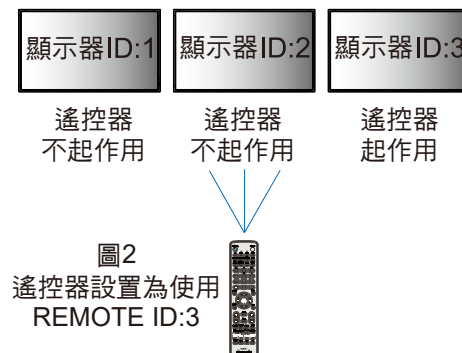 顯示器ID:1
顯示器ID:2
顯示器ID:3
遙控器
不起作用
遙控器
不起作用
遙控器
起作用
圖2
遙控器設置為使用
REMOTE ID:3